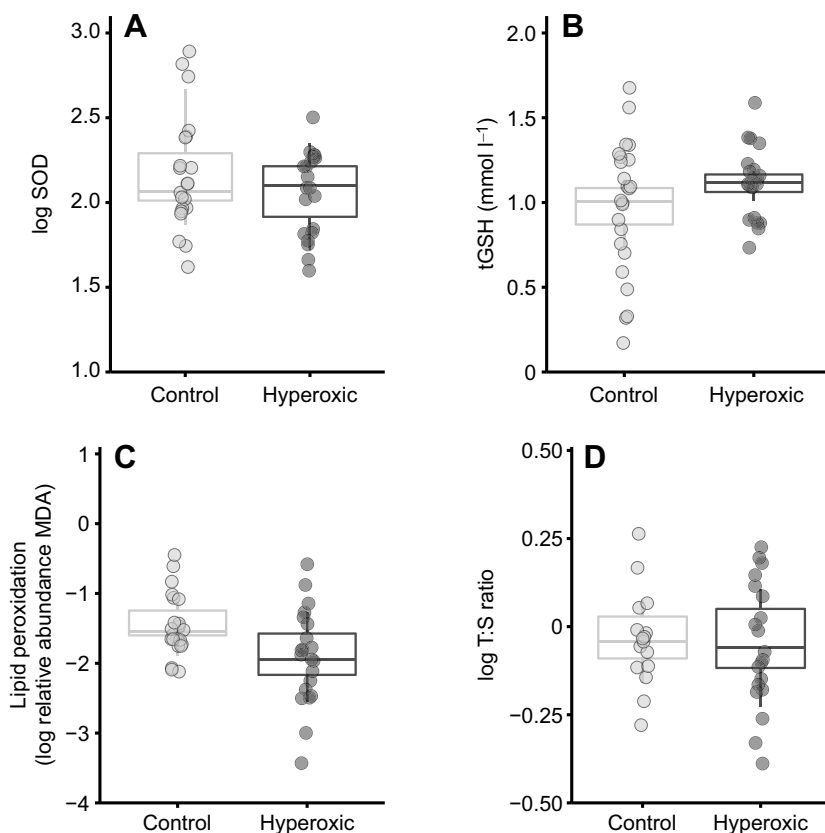 A
3.0
2.5
2.0
1.5
1.0
log SOD
Control Hyperoxic
B
2.0
1.5
1.0
0.5
0
tGSH (mmol l−1)
Control Hyperoxic
C
1
0
−1
−2
−3
−4
Lipid peroxidation
(log relative abundance MDA)
Control Hyperoxic
D
0.50
0.25
0
−0.25
−0.50
log T:S ratio
Control Hyperoxic